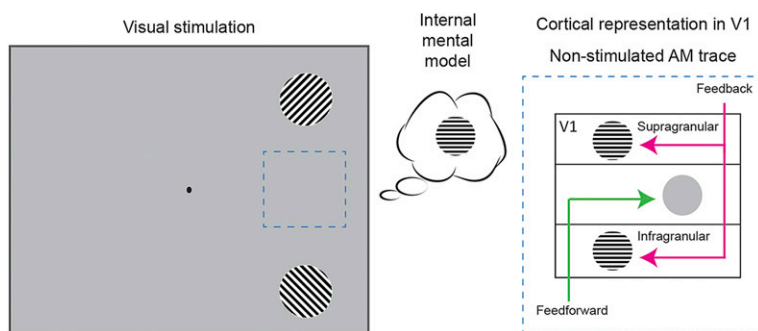 Visual stimulation
Internal
mental
model
Cortical representation in V1
Non-stimulated AM trace
Feedback
V1
Supragranular
Infragranular
Feedforward